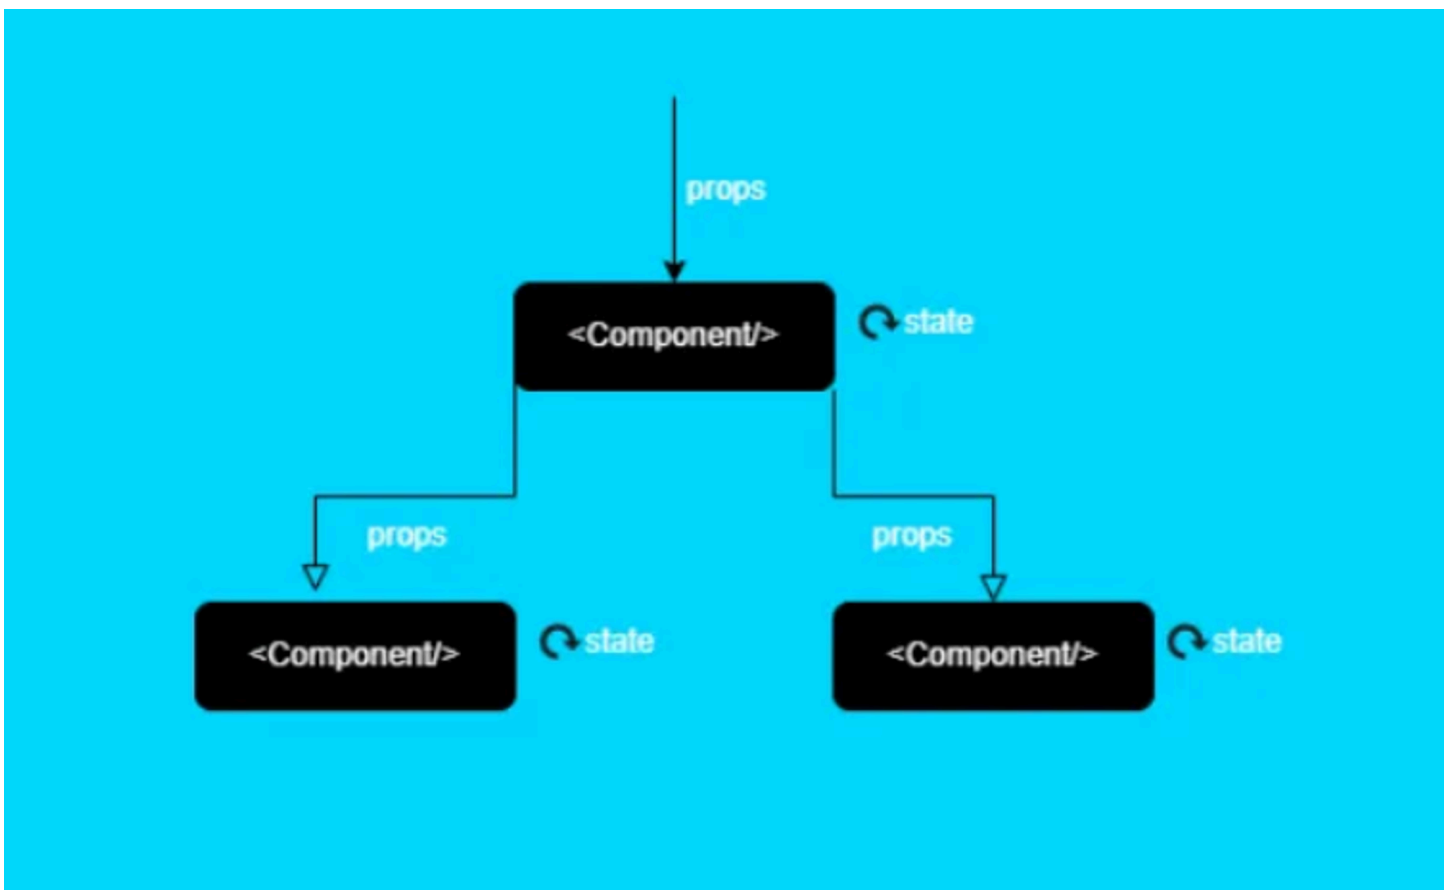 props
<Component/>
state
props
props
<Component/>
state
<Component/>
state